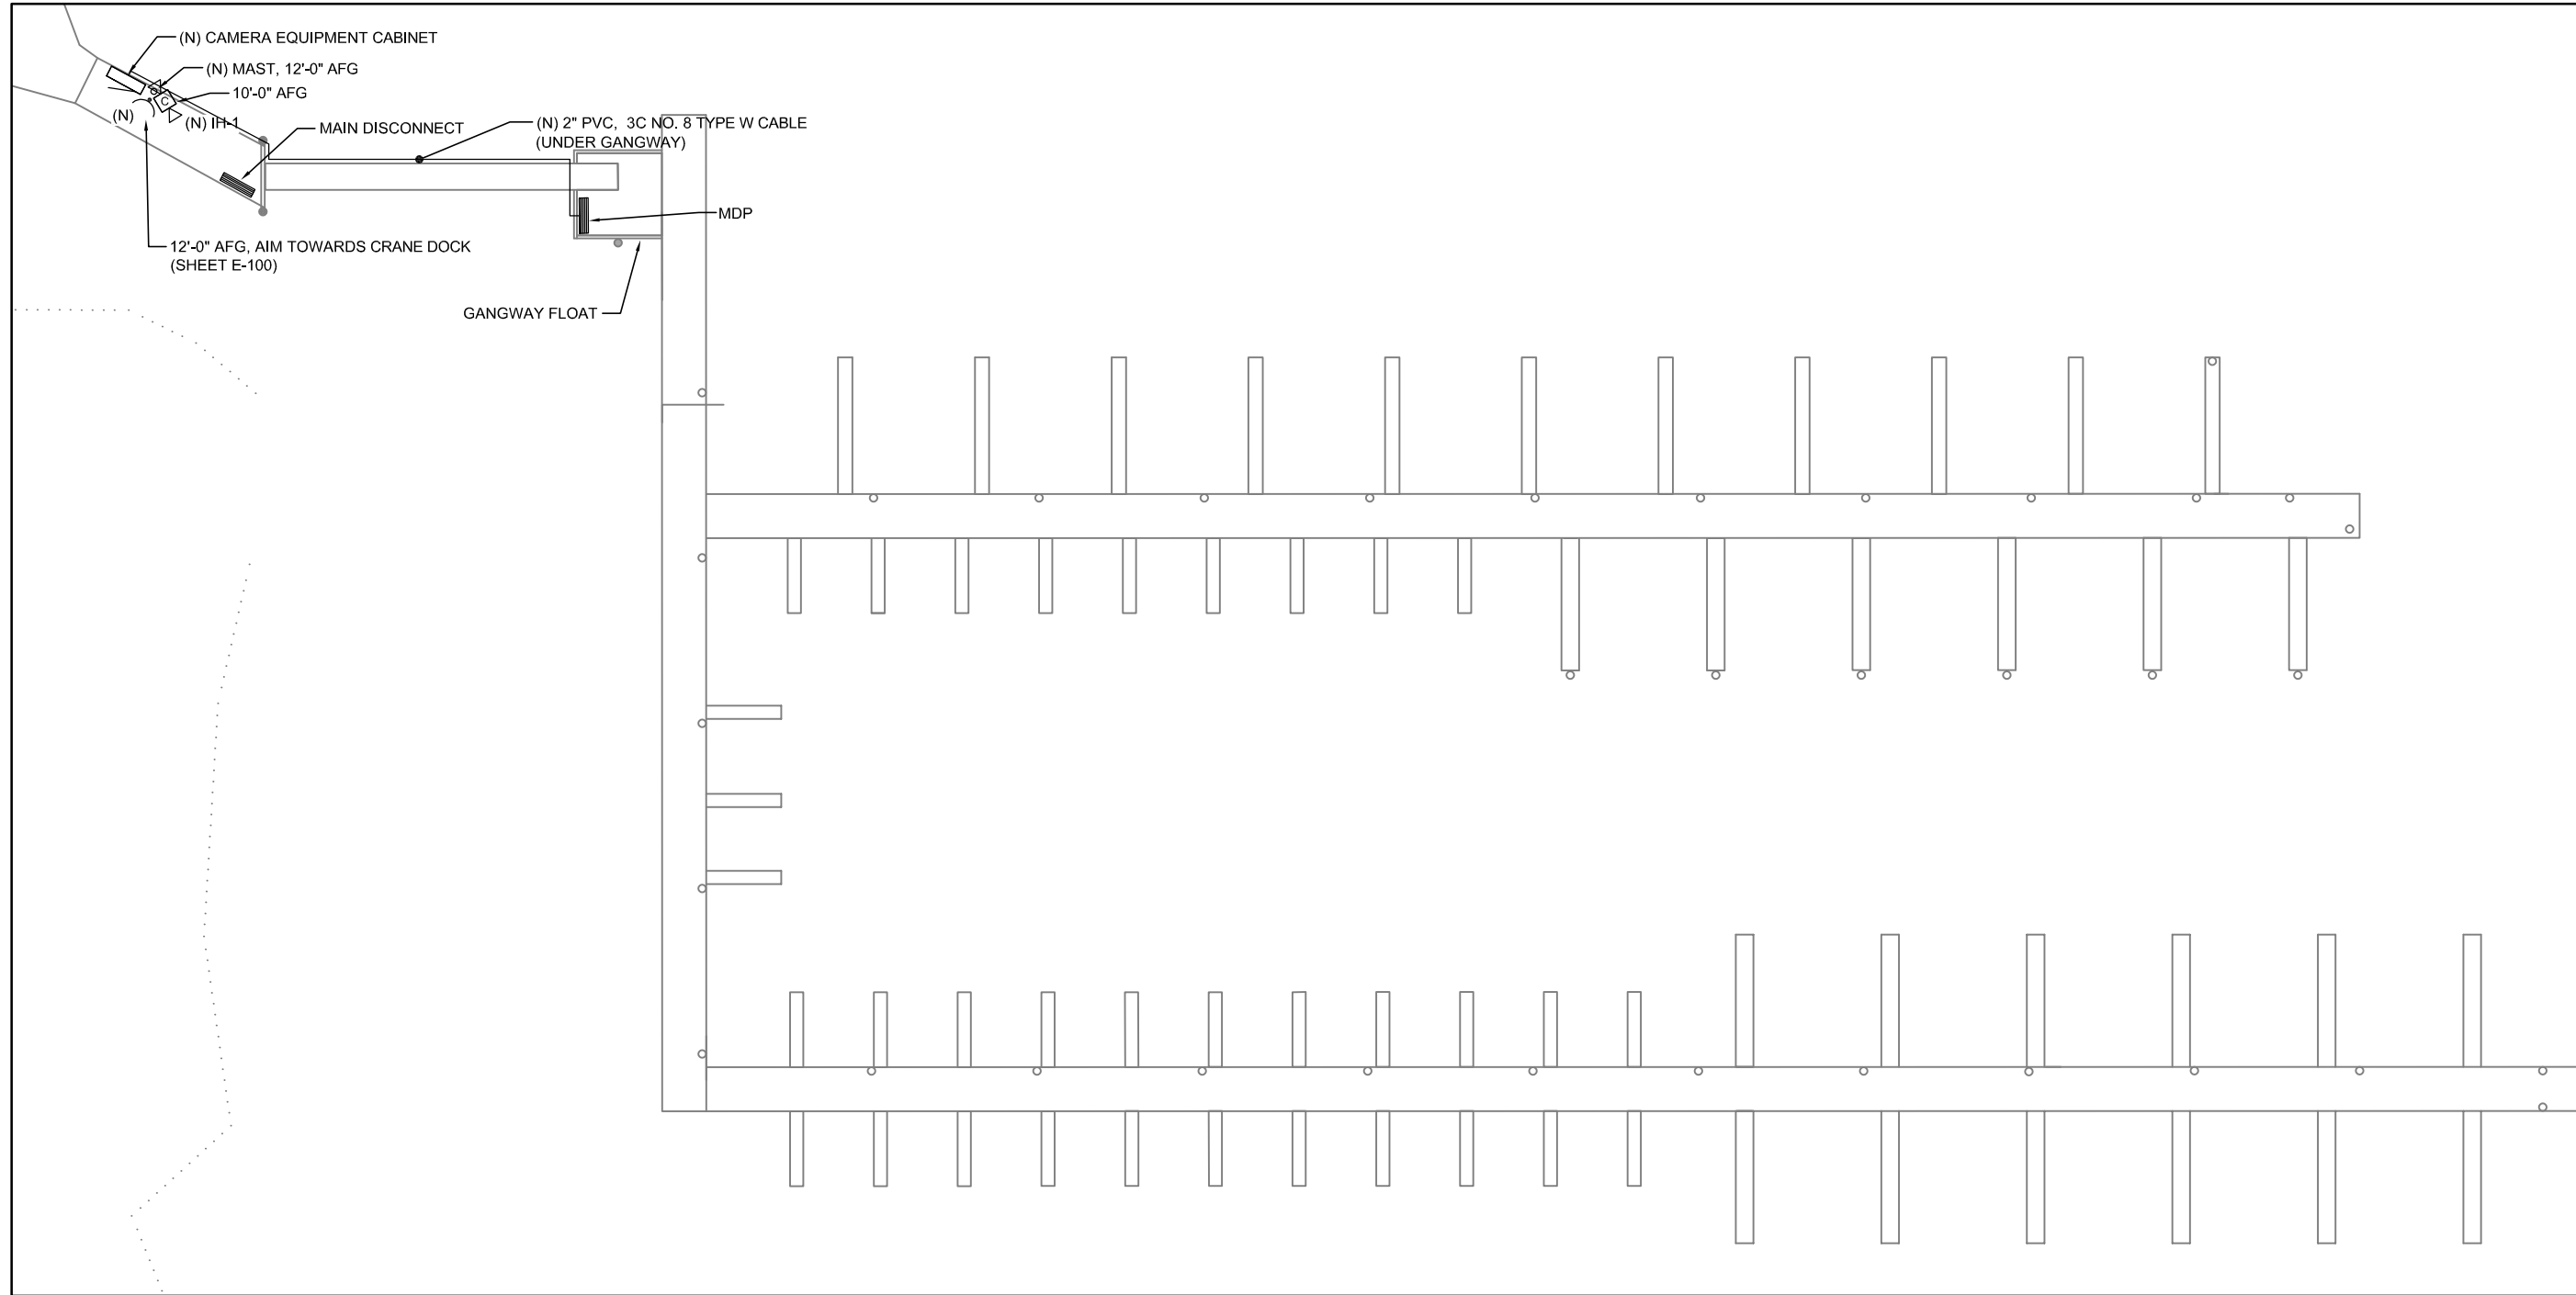 (N) CAMERA EQUIPMENT CABINET
(N) MAST, 12'-0" AFG
10'-0" AFG
C
(N)
(N) IH-1
MAIN DISCONNECT
(N) 2" PVC,  3C NO. 8 TYPE W CABLE
(UNDER GANGWAY)
MDP
12'-0" AFG, AIM TOWARDS CRANE DOCK
(SHEET E-100)
GANGWAY FLOAT